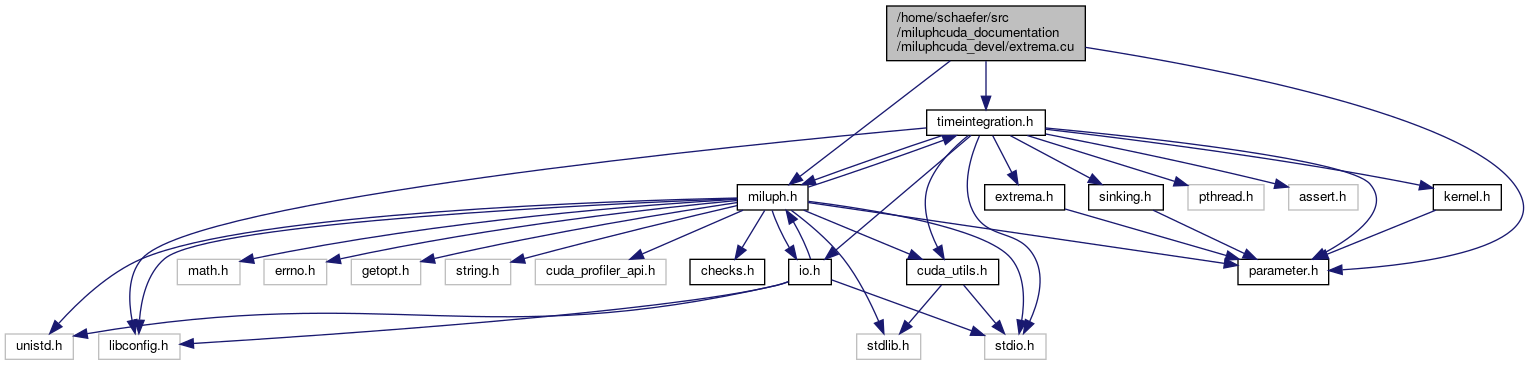 /home/schaefer/src
/miluphcuda_documentation
/miluphcuda_devel/extrema.cu
timeintegration.h
miluph.h
extrema.h
sinking.h
pthread.h
assert.h
kernel.h
math.h
errno.h
getopt.h
string.h
cuda_profiler_api.h
checks.h
io.h
cuda_utils.h
parameter.h
unistd.h
libconfig.h
stdlib.h
stdio.h